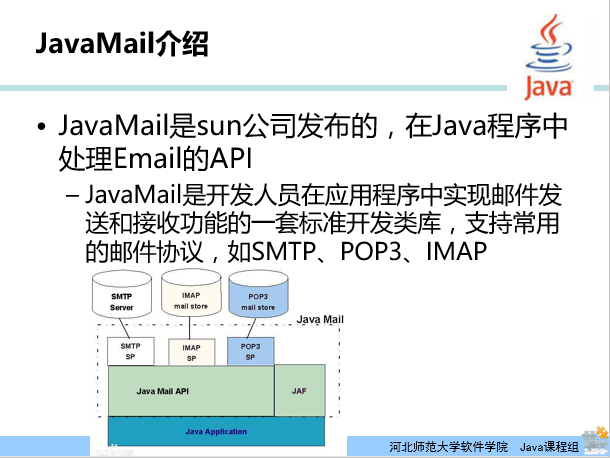 JavaMail介绍
Java
• JavaMail是sun公司发布的，在Java程序中
处理Email的API
– JavaMail是开发人员在应用程序中实现邮件发
送和接收功能的一套标准开发类库，支持常用
的邮件协议，如SMTP、POP3、IMAP
SMTP
Server
IMAP
mail store
POP3
mail store
Java Mail
SMTP
SP
IMAP
SP
POP3
SP
Java Mail API
JAF
Java Application
河北师范大学软件学院 Java课程组